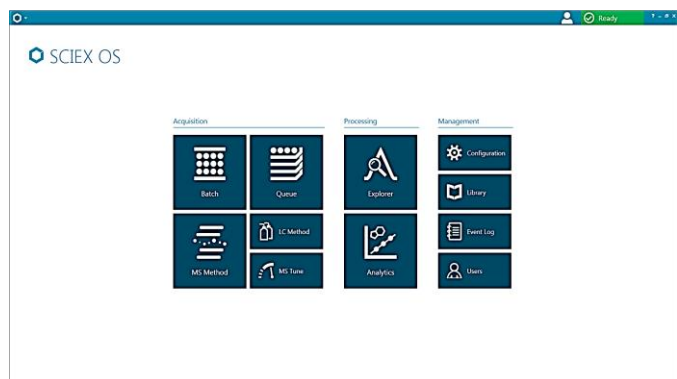 Ready
SCIEX OS
Acquisition
Batch
Queue
MS Method
LC Method
MS Tune
Processing
Explorer
Analytics
Management
Configuration
Library
Event Log
Users